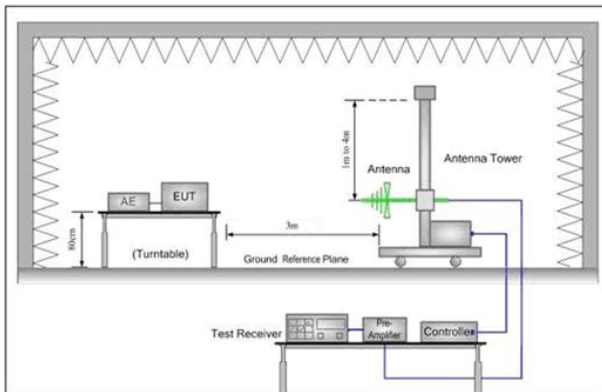 1m to 4m
Antenna
Antenna Tower
AE
EUT
80cm
(Turntable)
3m
Ground Reference Plane
Test Receiver
Pre-
Amplifier
Controller